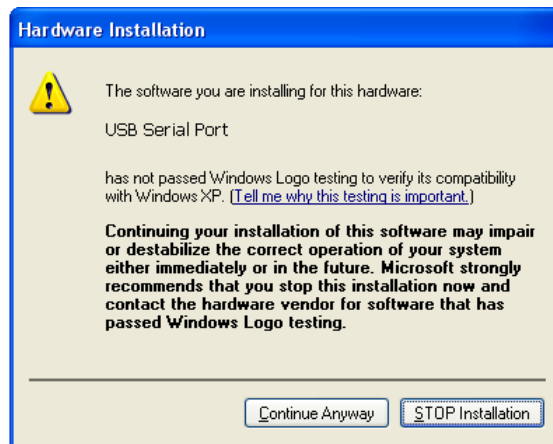 Hardware Installation
The software you are installing for this hardware:
USB Serial Port
has not passed Windows Logo testing to verify its compatibility
with Windows XP. (Tell me why this testing is important.)
Continuing your installation of this software may impair
or destabilize the correct operation of your system
either immediately or in the future. Microsoft strongly
recommends that you stop this installation now and
contact the hardware vendor for software that has
passed Windows Logo testing.
Continue Anyway
STOP Installation